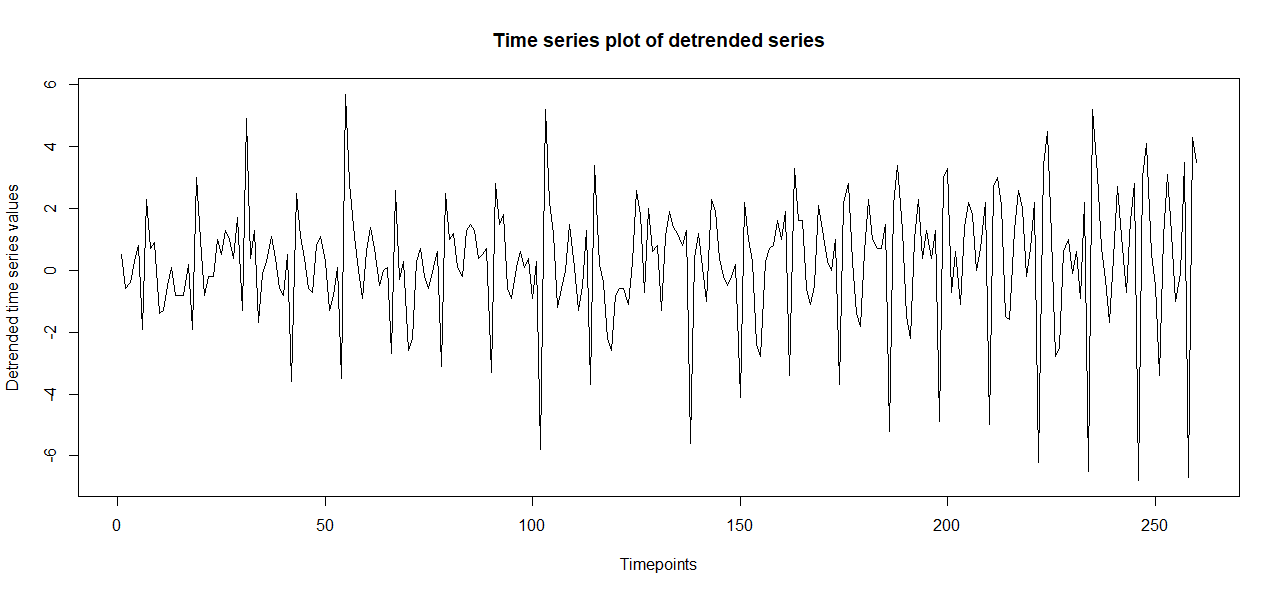 Time series plot of detrended series
6
4
2
0
-2
-4
-6
Detrended time series values
0 50 100 150 200 250
Timepoints